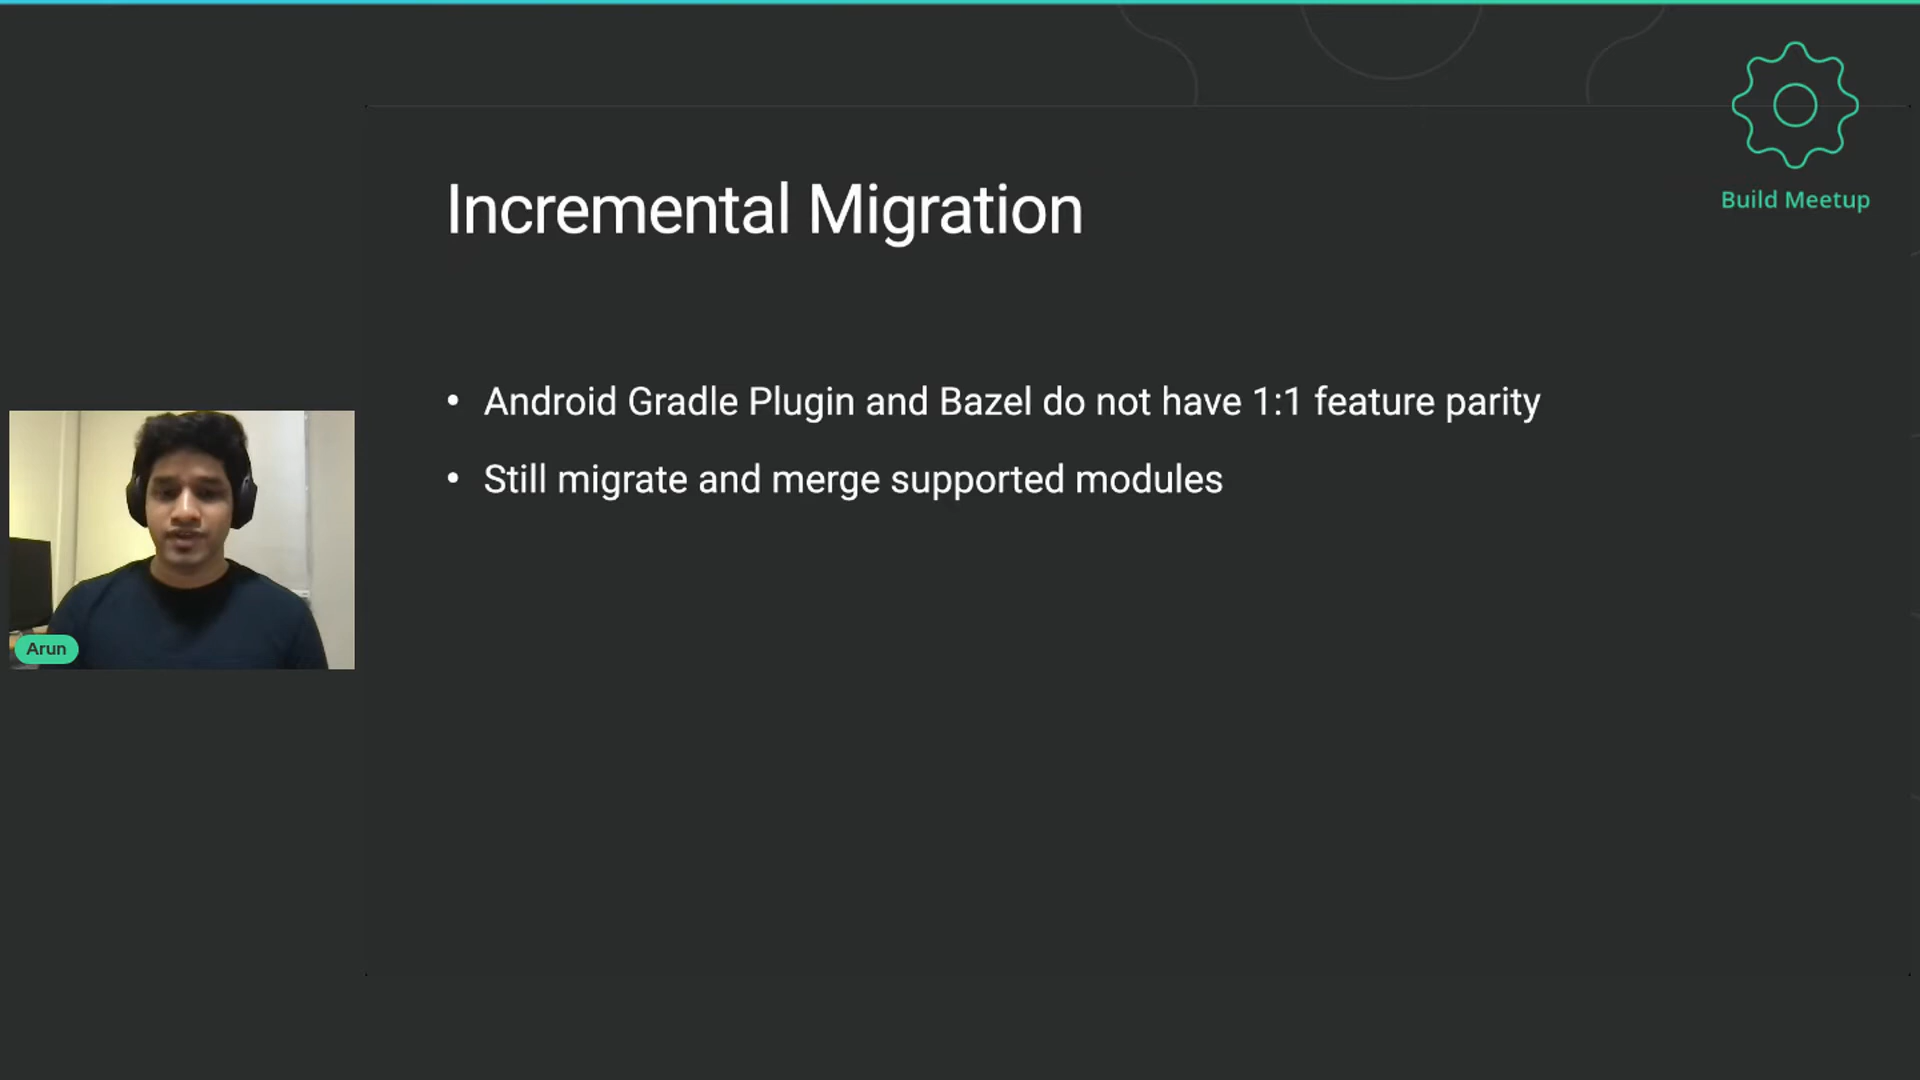 Build Meetup
Incremental Migration
• Android Gradle Plugin and Bazel do not have 1:1 feature parity
• Still migrate and merge supported modules
Arun